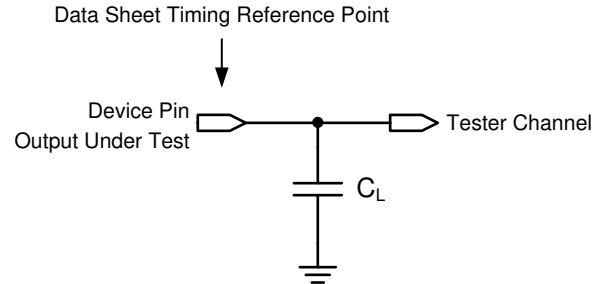 Data Sheet Timing Reference Point
Device Pin
Output Under Test
Tester Channel
CL